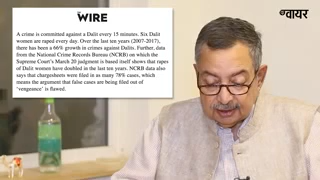 WIRE
द वायर
A crime is committed against a Dalit every 15 minutes. Six Dalit
women are raped every day. Over the last ten years (2007-2017),
there has been a 66% growth in crimes against Dalits. Further, data
from the National Crime Records Bureau (NCRB) on which the
Supreme Court's March 20 judgment is based itself shows that rapes
of Dalit women have doubled in the last ten years. NCRB data also
says that chargesheets were filed in as many 78% cases, which
means the argument that false cases are being filed out of
'vengeance' is flawed.